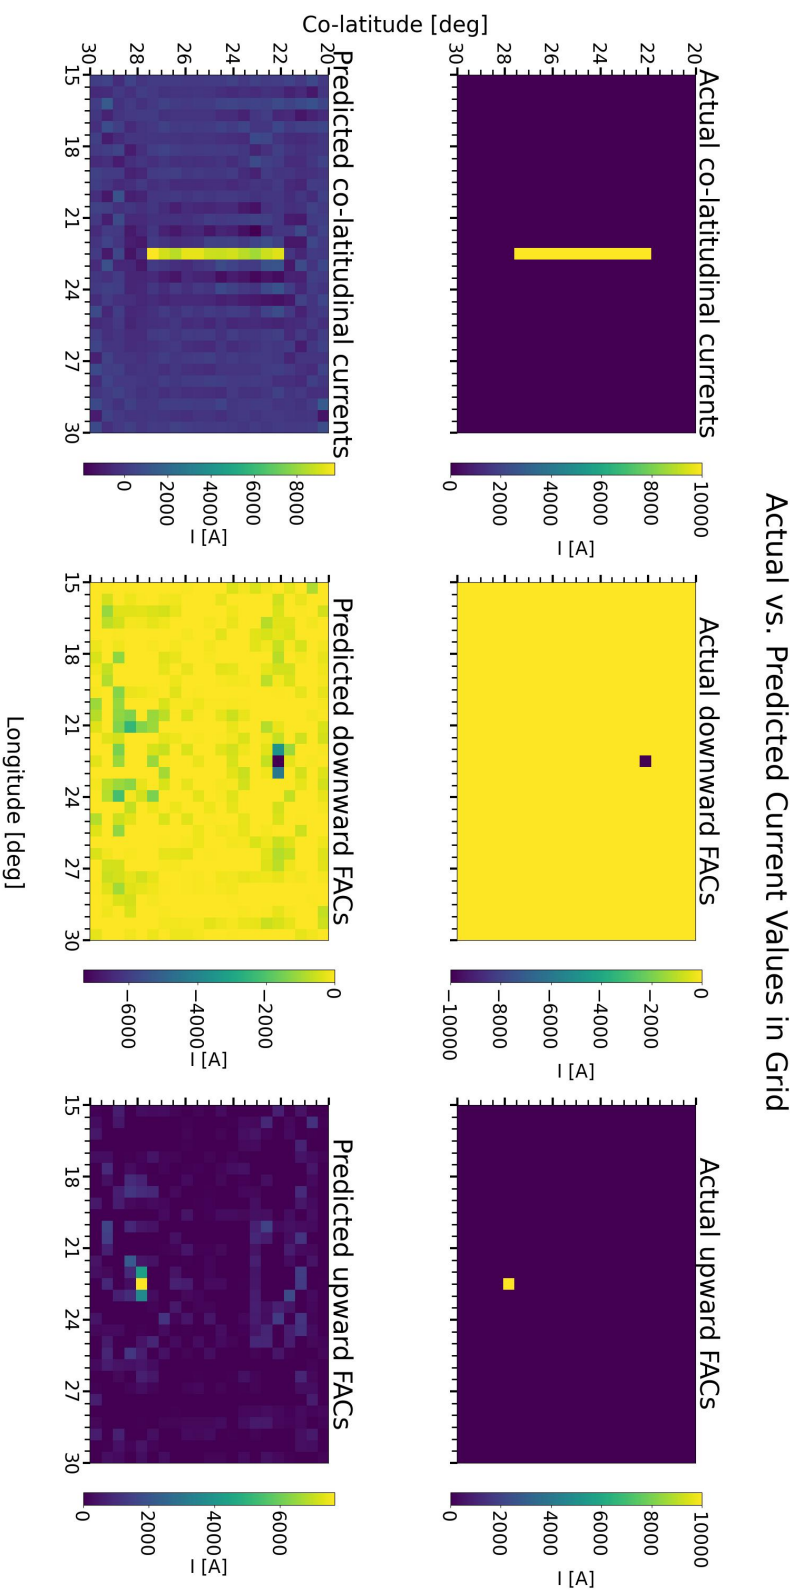 Actual vs. Predicted Current Values in Grid
Actual co-latitudinal currents
Actual downward FACs
Actual upward FACs
20
22
24
26
28
30
10000
8000
6000
4000
2000
0
I [A]
0
−2000
−4000
−6000
−8000
−10000
I [A]
10000
8000
6000
4000
2000
0
I [A]
Co-latitude [deg]
Predicted co-latitudinal currents
Predicted downward FACs
Predicted upward FACs
20
22
24
26
28
30
15 18 21 24 27 30
8000
6000
4000
2000
0
I [A]
15 18 21 24 27 30
0
−2000
−4000
−6000
I [A]
15 18 21 24 27 30
6000
4000
2000
0
I [A]
Longitude [deg]